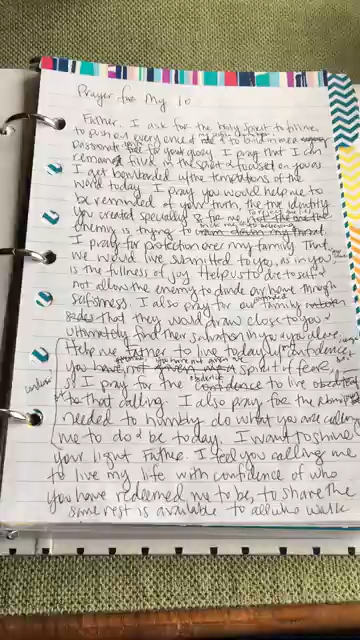 Prayer for My 10
Father, I ask for the Holy Spirit to fill me,
to push out every ounce of me & to land in me a
passionate for your glory. I pray that I can
remain filled in the spirit & focused on you as
I get bombarded w/ the temptations of the
world today. I pray you would help me to
be reminded of your truth, the true identity
you created specially for me, to reject the lies
enemy is trying to
I pray for protection over my family. That
we would live submitted to you, as in you
is the fullness of joy. Help us to die to self &
not allow the enemy to divide our home through
selfishness. I also pray for our family
that they would draw close to you &
ultimately find their salvation in you & you alone.
Help me Father to live today w/ confidence,
you have not given me a spirit of fear,
so I pray for the confidence to live
to that calling. I also pray for the
needed to humbly do what you are calling
me to do & be today. I want to shine
your light Father. I feel you calling me
to live my life with confidence of who
you have redeemed me to be, to share the
same rest is available to all who walk